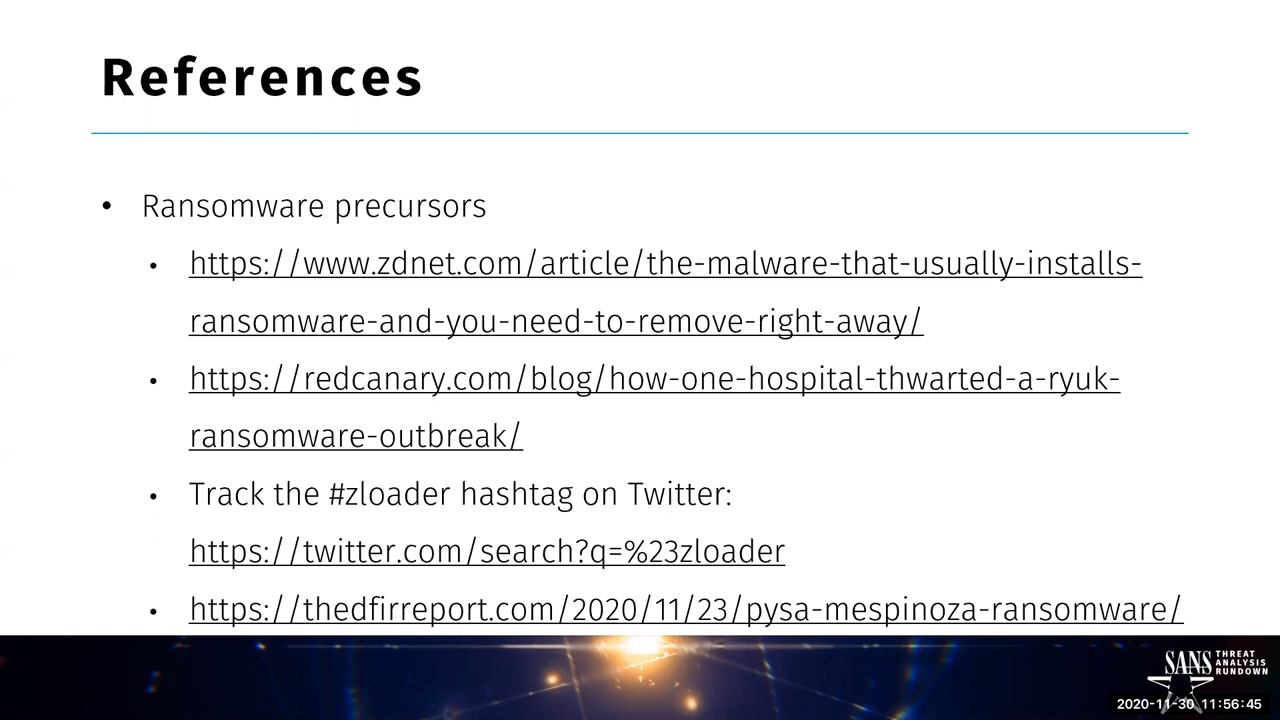 References
• Ransomware precursors
• https://www.zdnet.com/article/the-malware-that-usually-installs-
ransomware-and-you-need-to-remove-right-away/
• https://redcanary.com/blog/how-one-hospital-thwarted-a-ryuk-
ransomware-outbreak/
• Track the #zloader hashtag on Twitter:
https://twitter.com/search?q=%23zloader
• https://thedfirreport.com/2020/11/23/pysa-mespinoza-ransomware/
SANS THREAT
ANALYSIS
RUNDOWN
2020-11-30 11:56:45